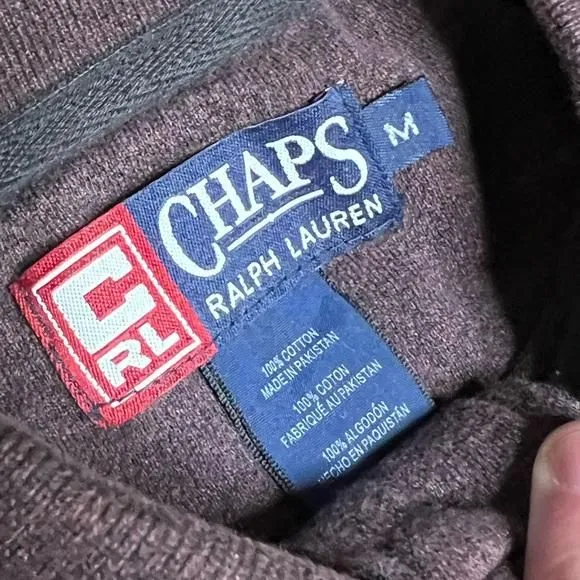 CHAPS
M
RALPH LAUREN
C
RL
100% COTTON
MADE IN PAKISTAN
100% COTON
FABRIQUÉ AU PAKISTAN
100% ALGODÓN
HECHO EN PAQUISTÁN